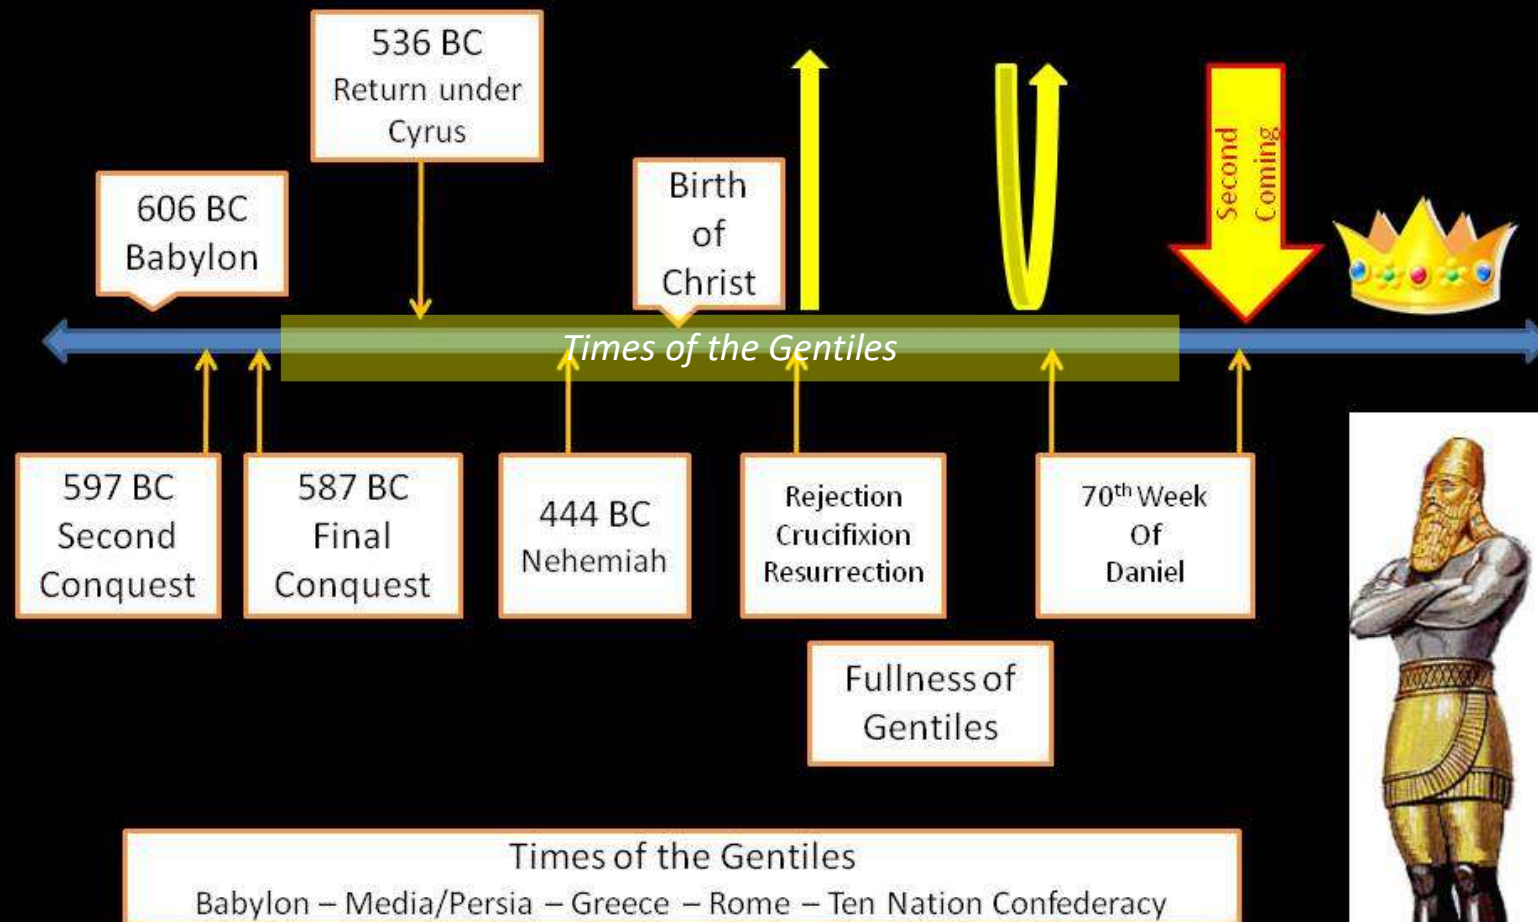 536 BC
Return under
Cyrus
606 BC
Babylon
Birth
of
Christ
Second
Coming
Times of the Gentiles
597 BC
Second
Conquest
587 BC
Final
Conquest
444 BC
Nehemiah
Rejection
Crucifixion
Resurrection
70th Week
Of
Daniel
Fullness of
Gentiles
Times of the Gentiles
Babylon – Media/Persia – Greece – Rome – Ten Nation Confederacy